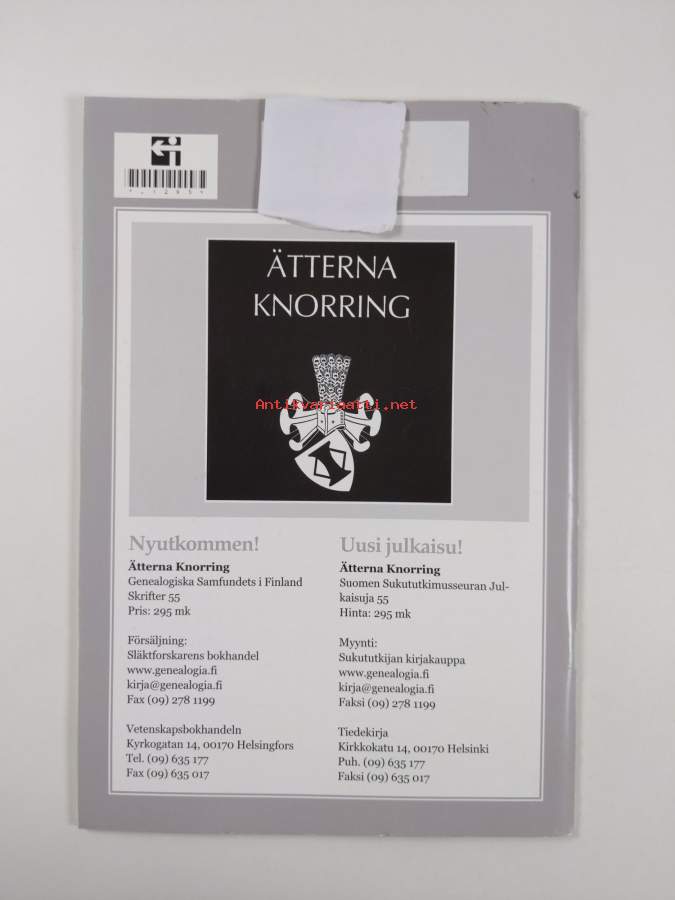 ÄTTERNA
KNORRING
Antikvariaatti.net
Nyutkommen!
Ätterna Knorring
Genealogiska Samfundets i Finland
Skrifter 55
Pris: 295 mk
Försäljning:
Släktforskarens bokhandel
www.genealogia.fi
kirja@genealogia.fi
Fax (09) 278 1199
Vetenskapsbokhandeln
Kyrkogatan 14, 00170 Helsingfors
Tel. (09) 635 177
Fax (09) 635 017
Uusi julkaisu!
Ätterna Knorring
Suomen Sukututkimusseuran Jul-
kaisuja 55
Hinta: 295 mk
Myynti:
Sukututkijan kirjakauppa
www.genealogia.fi
kirja@genealogia.fi
Faksi (09) 278 1199
Tiedekirja
Kirkkokatu 14, 00170 Helsinki
Puh. (09) 635 177
Faksi (09) 635 017